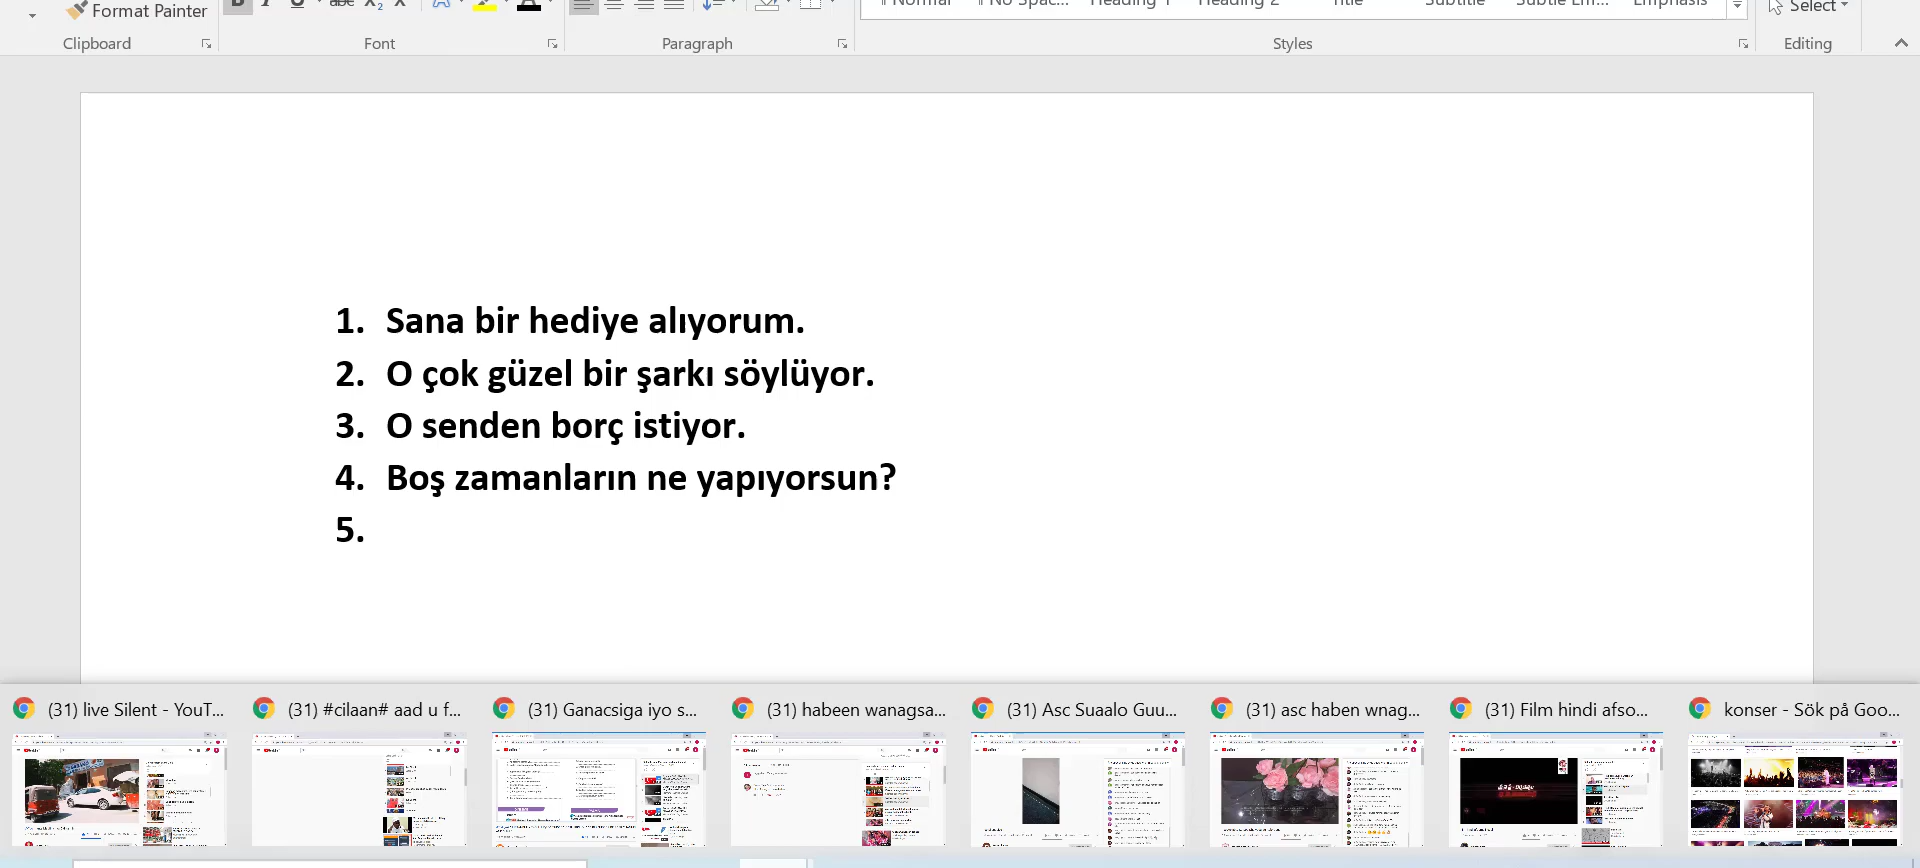 Format Painter
Select
Clipboard
Font
Paragraph
Styles
Editing
1. Sana bir hediye alıyorum.
2. O çok güzel bir şarkı söylüyor.
3. O senden borç istiyor.
4. Boş zamanların ne yapıyorsun?
5.
(31) live Silent - YouT...
(31) #cilaan# aad u f...
(31) Ganacsiga iyo s...
(31) habeen wanagsa...
(31) Asc Suaalo Guu...
(31) asc haben wnag...
(31) Film hindi afso...
konser - Sök på Goo...